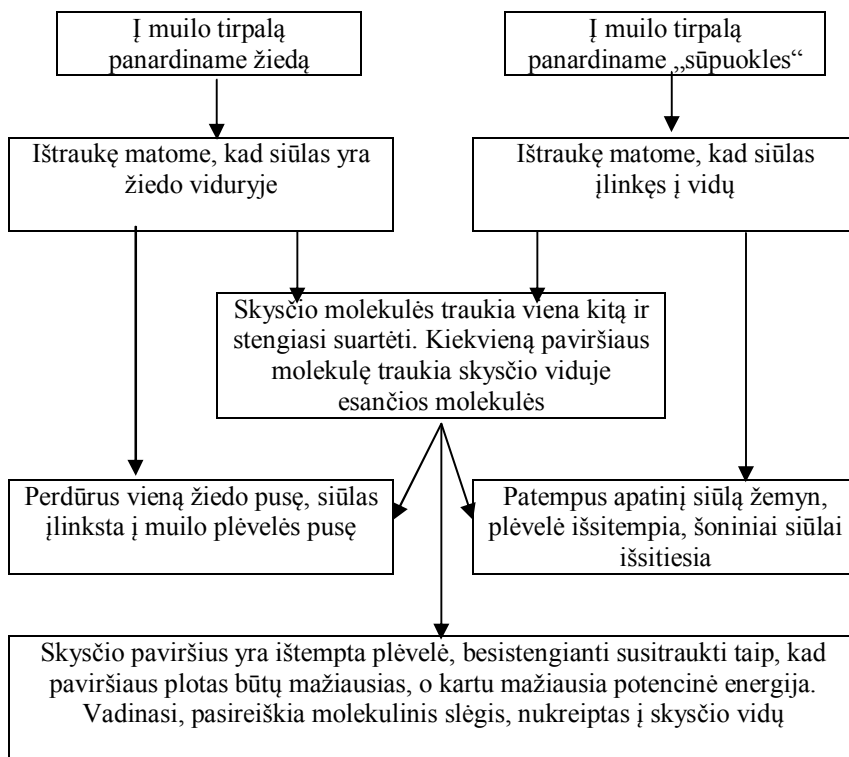 Į muilo tirpalą
panardiname žiedą
Į muilo tirpalą
panardiname „sūpuokles“
Ištraukę matome, kad siūlas yra
žiedo viduryje
Ištraukę matome, kad siūlas
įlinkęs į vidų
Skysčio molekulės traukia viena kitą ir
stengiasi suartėti. Kiekvieną paviršiaus
molekulę traukia skysčio viduje
esančios molekulės
Perdūrus vieną žiedo pusę, siūlas
įlinksta į muilo plėvelės pusę
Patempus apatinį siūlą žemyn,
plėvelė išsitempia, šoniniai siūlai
išsitiesia
Skysčio paviršius yra ištempta plėvelė, besistengianti susitraukti taip, kad
paviršiaus plotas būtų mažiausias, o kartu mažiausia potencinė energija.
Vadinasi, pasireiškia molekulinis slėgis, nukreiptas į skysčio vidų